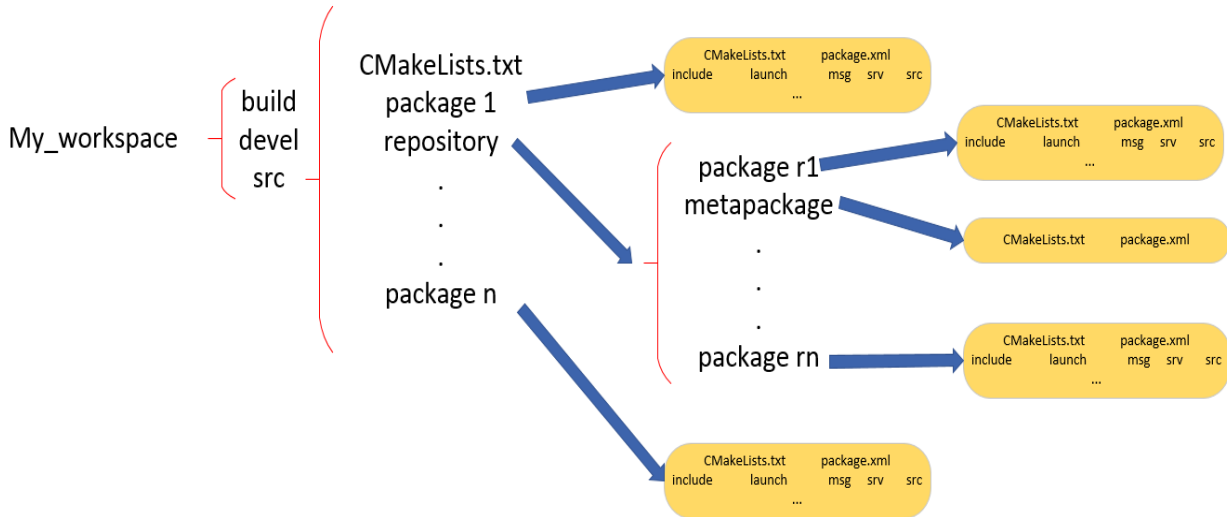 My_workspace
build
devel
src
CMakeLists.txt
package 1
repository
.
.
.
package n
CMakeLists.txt package.xml
include launch msg srv src
...
package r1
metapackage
.
.
.
package rn
CMakeLists.txt package.xml
include launch msg srv src
...
CMakeLists.txt package.xml
CMakeLists.txt package.xml
include launch msg srv src
...
CMakeLists.txt package.xml
include launch msg srv src
...